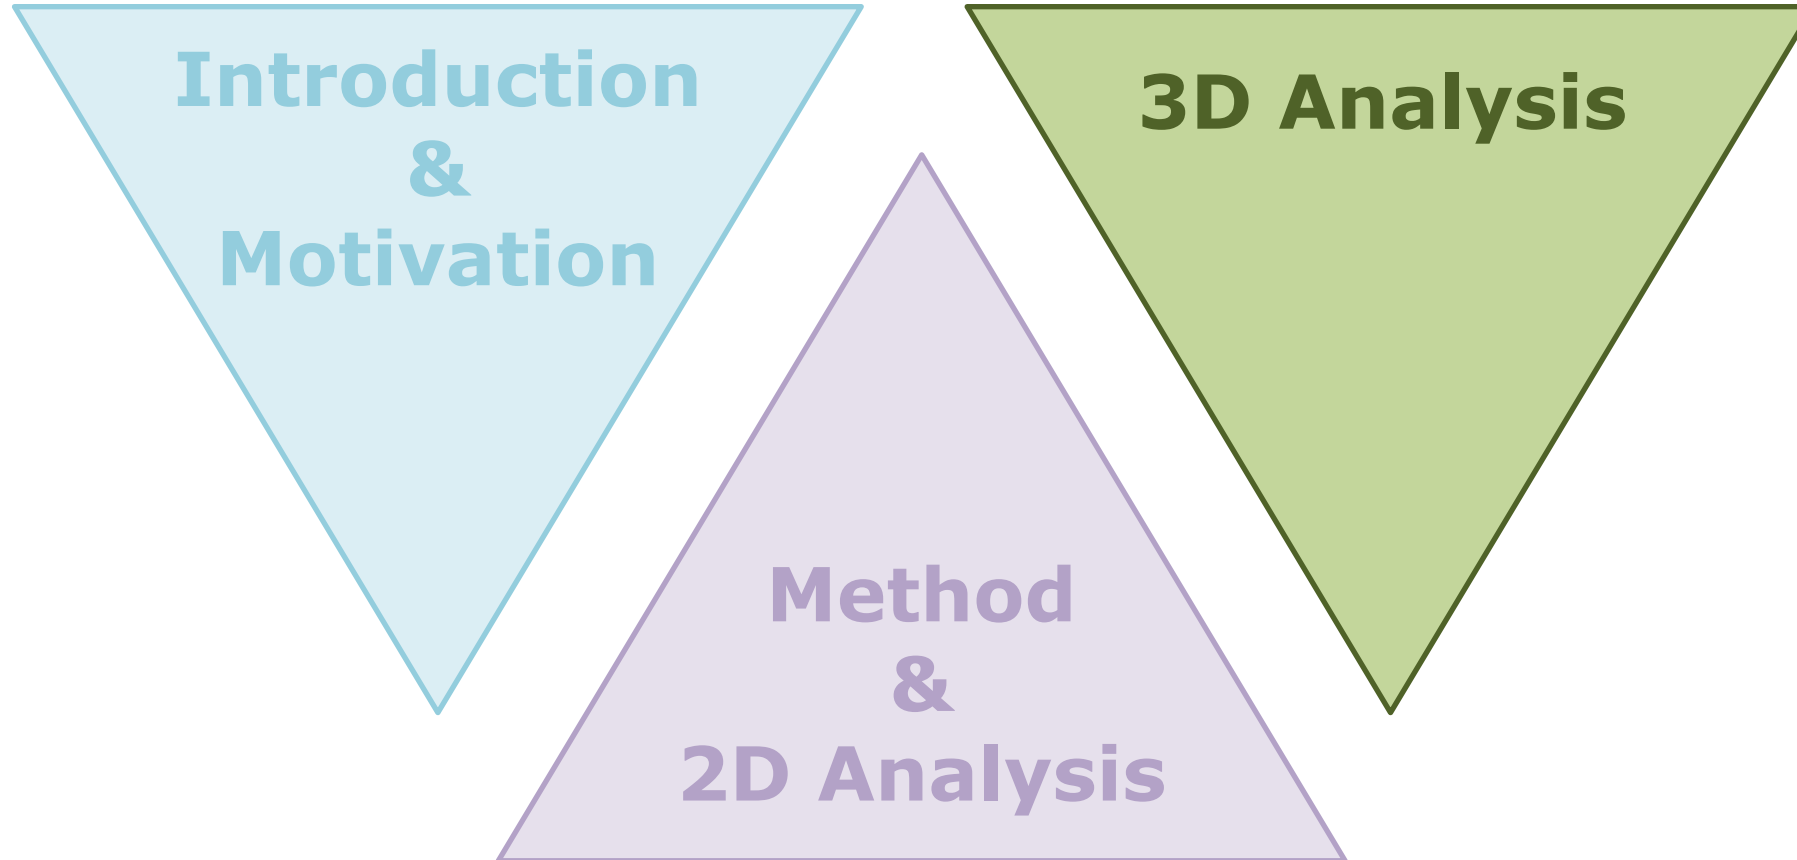 Introduction
&
Motivation
3D Analysis
Method
&
2D Analysis